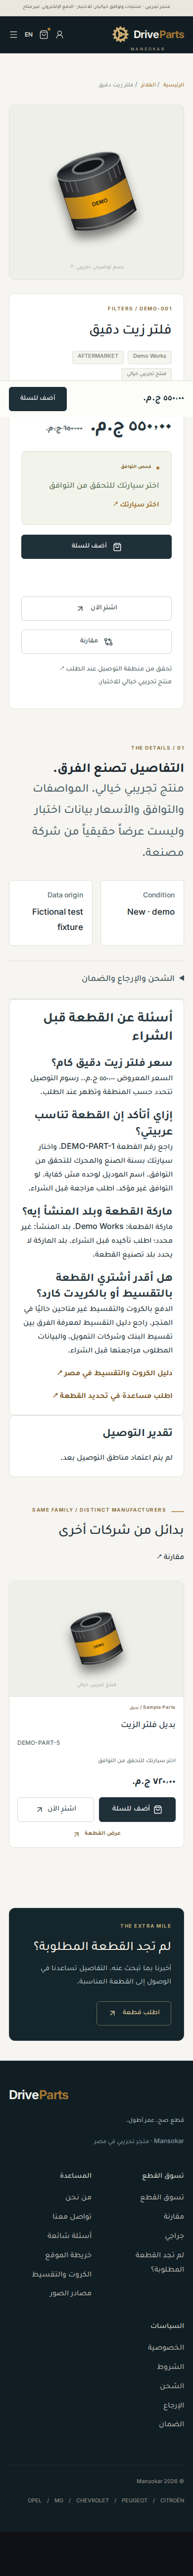 متجر تجريبي · منتجات وتوافق خياليان للاختبار · الدفع الإلكتروني غير متاح
DriveParts
MANSOKAR
EN
الرئيسية / الفلاتر / فلتر زيت دقيق
DEMO
FILTERS / DEMO-001
فلتر زيت دقيق
Demo Works
AFTERMARKET
منتج تجريبي خيالي
٥٥٠٫٠٠ ج.م.
أضف للسلة
٥٥٠٫٠٠ ج.م.
فحص التوافق
اختر سيارتك للتحقق من التوافق
اختر سيارتك ↗
أضف للسلة
اشترِ الآن
مقارنة
تحقق من منطقة التوصيل عند الطلب ↗
منتج تجريبي خيالي للاختبار.
THE DETAILS / 01
التفاصيل تصنع الفرق.
منتج تجريبي خيالي. المواصفات
والتوافق والأسعار بيانات اختبار
وليست عرضاً حقيقياً من شركة
مصنعة.
Condition
New · demo
Data origin
Fictional test
fixture
الشحن والإرجاع والضمان
أسئلة عن القطعة قبل
الشراء
سعر فلتر زيت دقيق كام؟
السعر المعروض ٥٥٠٫٠٠ ج.م.. رسوم التوصيل
تتحدد حسب المنطقة وتظهر عند الطلب.
إزاي أتأكد إن القطعة تناسب
عربيتي؟
راجع رقم القطعة DEMO-PART-1، واختار
سيارتك بسنة الصنع والمحرك للتحقق من
التوافق. اسم الموديل لوحده مش كفاية. لو
التوافق غير مؤكد، اطلب مراجعة قبل الشراء.
ماركة القطعة وبلد المنشأ إيه؟
ماركة القطعة: Demo Works. بلد المنشأ: غير
محدد؛ اطلب تأكيده قبل الشراء. بلد الماركة لا
يحدد بلد تصنيع القطعة.
هل أقدر أشتري القطعة
بالتقسيط أو بالكريدت كارد؟
الدفع بالكروت والتقسيط غير متاحين حاليًا في
المتجر. راجع دليل التقسيط لمعرفة الفرق بين
تقسيط البنك وشركات التمويل، والبيانات
المطلوب مراجعتها قبل الشراء.
دليل الكروت والتقسيط في مصر ↗
اطلب مساعدة في تحديد القطعة ↗
تقدير التوصيل
لم يتم اعتماد مناطق التوصيل بعد.
SAME FAMILY / DISTINCT MANUFACTURERS
بدائل من شركات أخرى
مقارنة ↗
DEMO
منتج تجريبي خيالي
Sample Parts / بديل
بديل فلتر الزيت
DEMO-PART-5
اختر سيارتك للتحقق من التوافق
٧٢٠٫٠٠ ج.م.
أضف للسلة
اشترِ الآن
عرض القطعة
THE EXTRA MILE
لم تجد القطعة المطلوبة؟
أخبرنا بما تبحث عنه. التفاصيل تساعدنا في
الوصول إلى القطعة المناسبة.
اطلب قطعة
DriveParts
قطع صح. عمر أطول.
Mansokar · متجر تجريبي في مصر
تسوق القطع
تسوق القطع
مقارنة
جراجي
لم تجد القطعة
المطلوبة؟
المساعدة
من نحن
تواصل معنا
أسئلة شائعة
خريطة الموقع
الكروت والتقسيط
مصادر الصور
السياسات
الخصوصية
الشروط
الشحن
الإرجاع
الضمان
© 2026 Mansokar
CITROËN / PEUGEOT / CHEVROLET / MG / OPEL